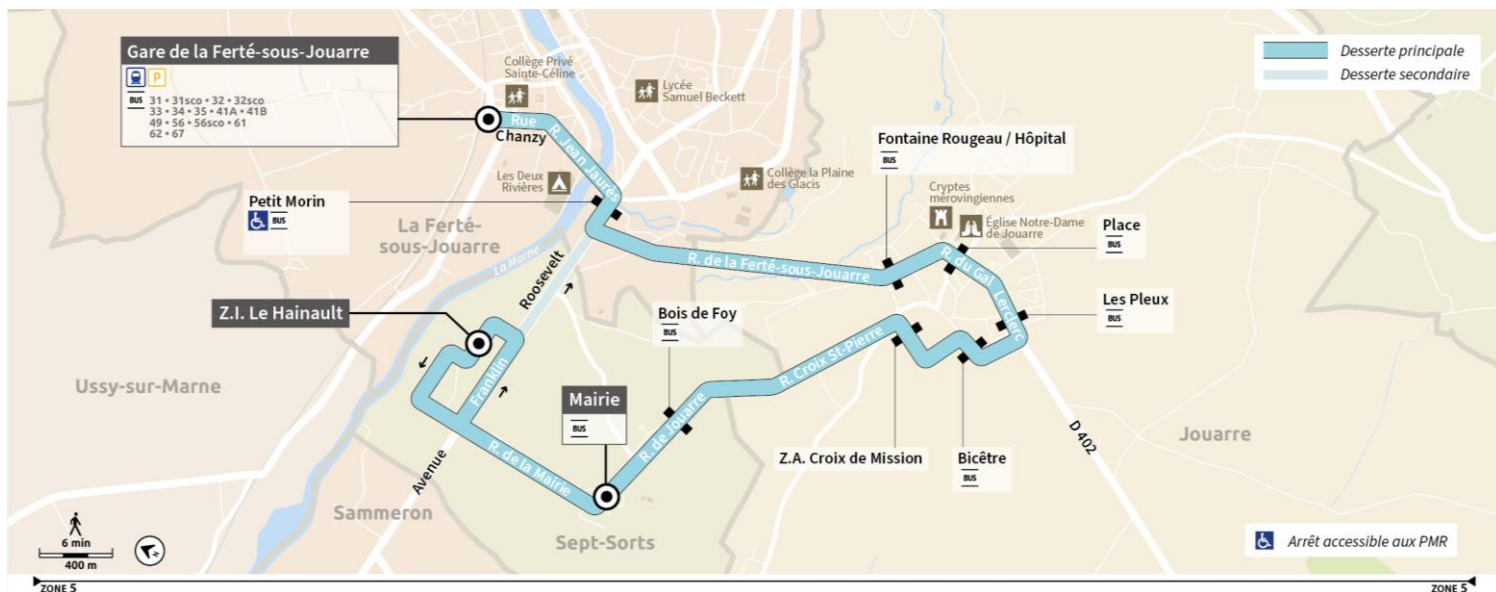 Gare de la Ferté-sous-Jouarre
P
BUS 31 • 31sco • 32 • 32sco
33 • 34 • 35 • 41A • 41B
49 • 56 • 56sco • 61
62 • 67
Collège Privé
Sainte-Céline
Lycée
Samuel Beckett
Desserte principale
Desserte secondaire
Rue
Chanzy
R. Jean Jaurès
Les Deux
Rivières
Collège la Plaine
des Glacis
Fontaine Rougeau / Hôpital
BUS
Cryptes
mérovingiennes
Église Notre-Dame
de Jouarre
Place
BUS
Petit Morin
BUS
La Ferté-
sous-Jouarre
La Marne
R. de la Ferté-sous-Jouarre
R. du Gal
Lerclerc
Les Pleux
BUS
Z.I. Le Hainault
Roosevelt
Franklin
Avenue
Bois de Foy
BUS
R. Croix St-Pierre
Ussy-sur-Marne
Mairie
BUS
R. de Jouarre
R. de la Mairie
Z.A. Croix de Mission
Bicêtre
BUS
D 402
Jouarre
Sammeron
Sept-Sorts
6 min
400 m
N
Arrêt accessible aux PMR
ZONE 5
ZONE 5